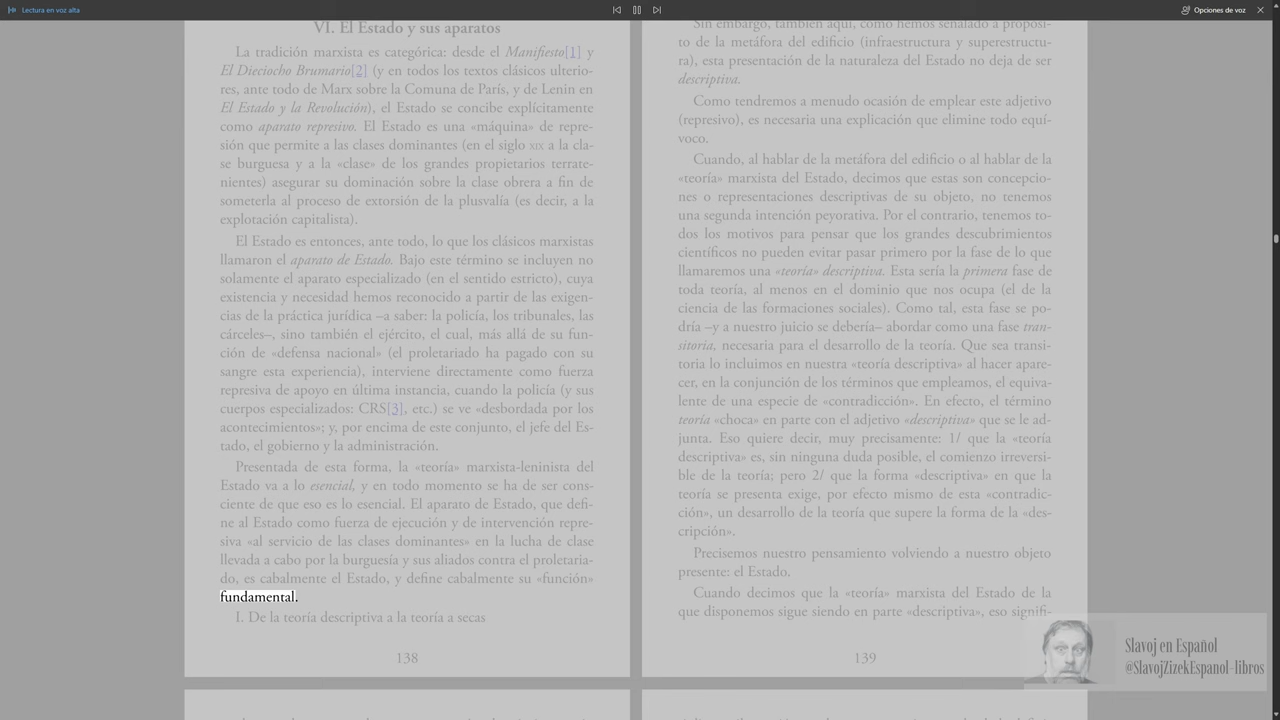 Lectura en voz alta
Opciones de voz
VI. El Estado y sus aparatos
La tradición marxista es categórica: desde el Manifiesto[1] y
El Dieciocho Brumario[2] (y en todos los textos clásicos ulterio-
res, ante todo de Marx sobre la Comuna de París, y de Lenin en
El Estado y la Revolución), el Estado se concibe explícitamente
como aparato represivo. El Estado es una «máquina» de repre-
sión que permite a las clases dominantes (en el siglo XIX a la cla-
se burguesa y a la «clase» de los grandes propietarios terrate-
nientes) asegurar su dominación sobre la clase obrera a fin de
someterla al proceso de extorsión de la plusvalía (es decir, a la
explotación capitalista).
El Estado es entonces, ante todo, lo que los clásicos marxistas
llamaron el aparato de Estado. Bajo este término se incluyen no
solamente el aparato especializado (en el sentido estricto), cuya
existencia y necesidad hemos reconocido a partir de las exigen-
cias de la práctica jurídica –a saber: la policía, los tribunales, las
cárceles–, sino también el ejército, el cual, más allá de su fun-
ción de «defensa nacional» (el proletariado ha pagado con su
sangre esta experiencia), interviene directamente como fuerza
represiva de apoyo en última instancia, cuando la policía (y sus
cuerpos especializados: CRS[3], etc.) se ve «desbordada por los
acontecimientos»; y, por encima de este conjunto, el jefe del Es-
tado, el gobierno y la administración.
Presentada de esta forma, la «teoría» marxista-leninista del
Estado va a lo esencial, y en todo momento se ha de ser cons-
ciente de que eso es lo esencial. El aparato de Estado, que defi-
ne al Estado como fuerza de ejecución y de intervención repre-
siva «al servicio de las clases dominantes» en la lucha de clase
llevada a cabo por la burguesía y sus aliados contra el proletaria-
do, es cabalmente el Estado, y define cabalmente su «función»
fundamental.
I. De la teoría descriptiva a la teoría a secas
138
Sin embargo, también aquí, como hemos señalado a propósi-
to de la metáfora del edificio (infraestructura y superestructu-
ra), esta presentación de la naturaleza del Estado no deja de ser
descriptiva.
Como tendremos a menudo ocasión de emplear este adjetivo
(represivo), es necesaria una explicación que elimine todo equí-
voco.
Cuando, al hablar de la metáfora del edificio o al hablar de la
«teoría» marxista del Estado, decimos que estas son concepcio-
nes o representaciones descriptivas de su objeto, no tenemos
una segunda intención peyorativa. Por el contrario, tenemos to-
dos los motivos para pensar que los grandes descubrimientos
científicos no pueden evitar pasar primero por la fase de lo que
llamaremos una «teoría» descriptiva. Esta sería la primera fase de
toda teoría, al menos en el dominio que nos ocupa (el de la
ciencia de las formaciones sociales). Como tal, esta fase se po-
dría –y a nuestro juicio se debería– abordar como una fase tran-
sitoria, necesaria para el desarrollo de la teoría. Que sea transi-
toria lo incluimos en nuestra «teoría descriptiva» al hacer apare-
cer, en la conjunción de los términos que empleamos, el equiva-
lente de una especie de «contradicción». En efecto, el término
teoría «choca» en parte con el adjetivo «descriptiva» que se le ad-
junta. Eso quiere decir, muy precisamente: 1/ que la «teoría
descriptiva» es, sin ninguna duda posible, el comienzo irreversi-
ble de la teoría; pero 2/ que la forma «descriptiva» en que la
teoría se presenta exige, por efecto mismo de esta «contradic-
ción», un desarrollo de la teoría que supere la forma de la «des-
cripción».
Precisemos nuestro pensamiento volviendo a nuestro objeto
presente: el Estado.
Cuando decimos que la «teoría» marxista del Estado de la
que disponemos sigue siendo en parte «descriptiva», eso signifi-
139
Slavoj en Español
@SlavojZizekEspanol-libros